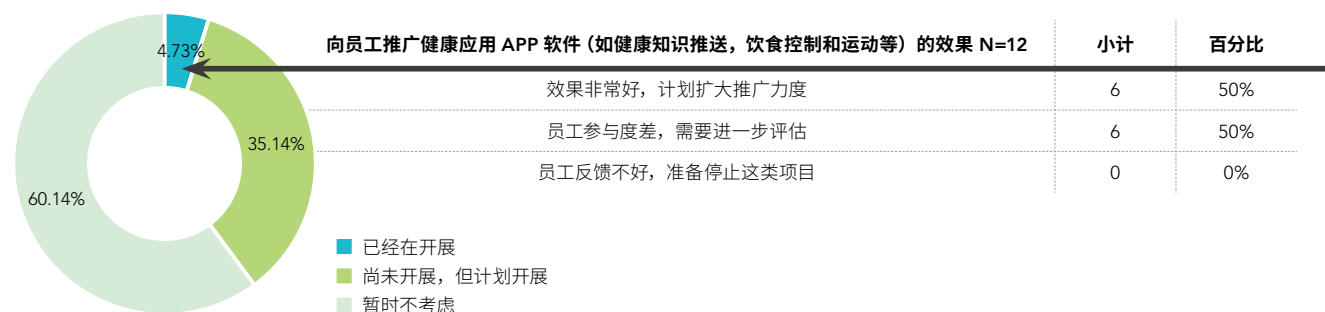 4.73%
35.14%
60.14%
向员工推广健康应用 APP 软件（如健康知识推送，饮食控制和运动等）的效果 N=12 小计 百分比
效果非常好，计划扩大推广力度 6 50%
员工参与度差，需要进一步评估 6 50%
员工反馈不好，准备停止这类项目 0 0%
已经在开展
尚未开展，但计划开展
暂时不考虑